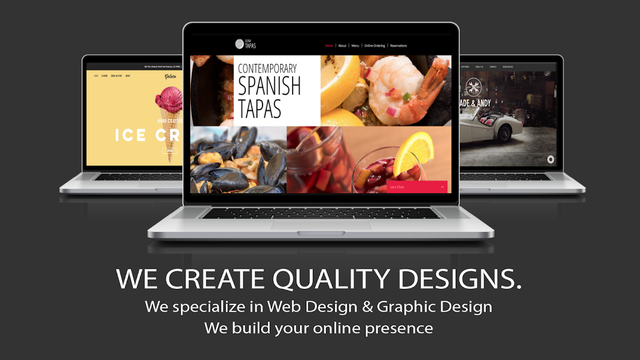 TAPAS
Home | About | Menu | Online Ordering | Reservations
CONTEMPORARY
SPANISH
TAPAS
ICE CR
ADE & ANDY
WE CREATE QUALITY DESIGNS.
We specialize in Web Design & Graphic Design
We build your online presence